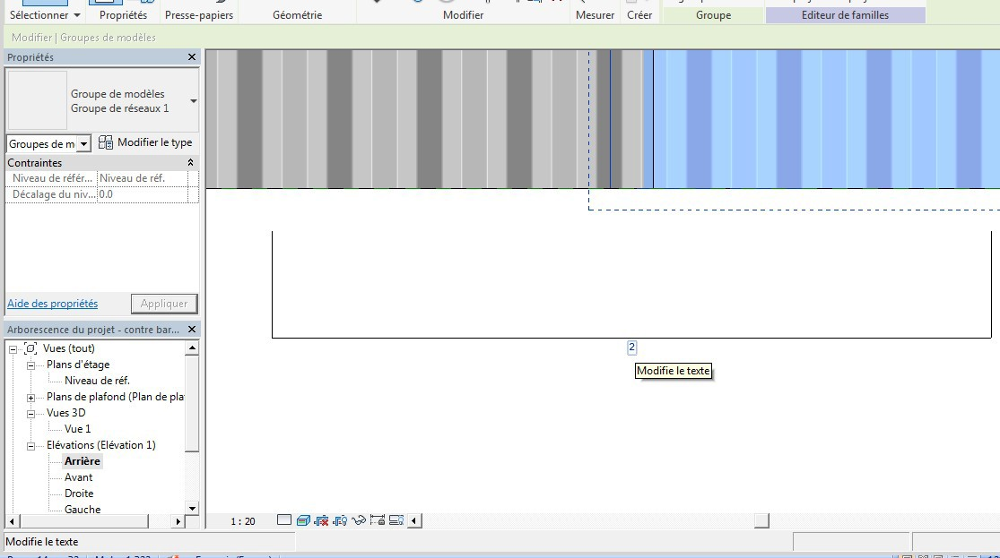 Sélectionner Propriétés Presse-papiers Géométrie Modifier Mesurer Créer Groupe Editeur de familles
Modifier | Groupes de modèles
Propriétés
Groupe de modèles
Groupe de réseaux 1
Groupes de m
Modifier le type
Contraintes
Niveau de référ... Niveau de réf.
Décalage du niv... 0.0
Aide des propriétés Appliquer
Arborescence du projet - contre bar...
Vues (tout)
Plans d'étage
Niveau de réf.
Plans de plafond (Plan de pla
Vues 3D
Vue 1
Elévations (Elévation 1)
Arrière
Avant
Droite
Gauche
2
Modifie le texte
1 : 20
Modifie le texte